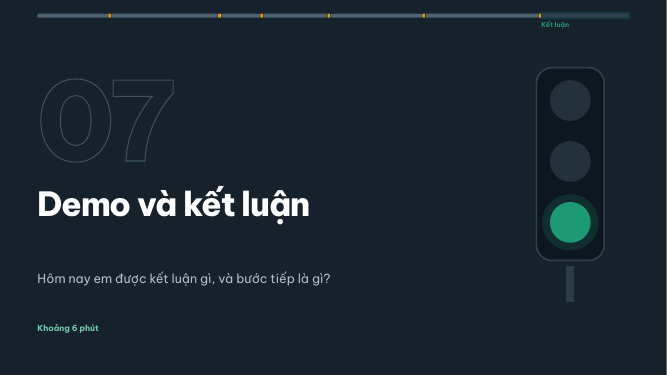 Kết luận
07
Demo và kết luận
Hôm nay em được kết luận gì, và bước tiếp là gì?
Khoảng 6 phút